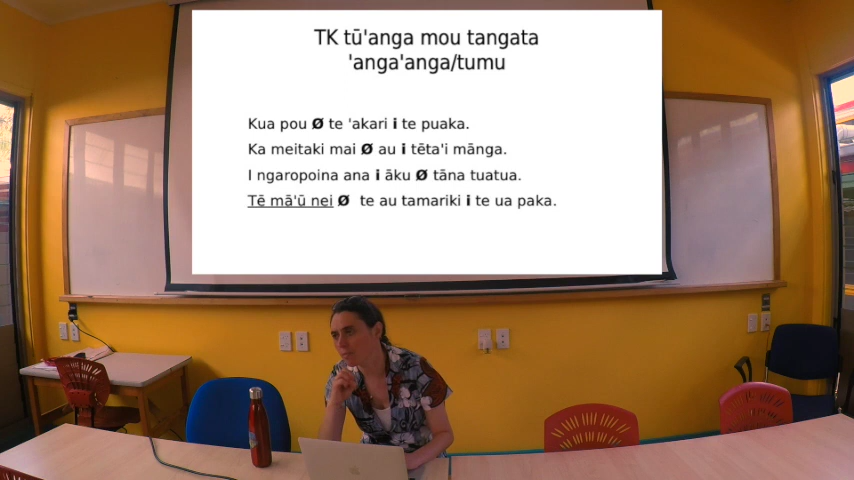 TK tū'anga mou tangata
'anga'anga/tumu
Kua pou Ø te 'akari i te puaka.
Ka meitaki mai Ø au i tēta'i mānga.
I ngaropoina ana i āku Ø tāna tuatua.
Tē mā'ū nei Ø te au tamariki i te ua paka.